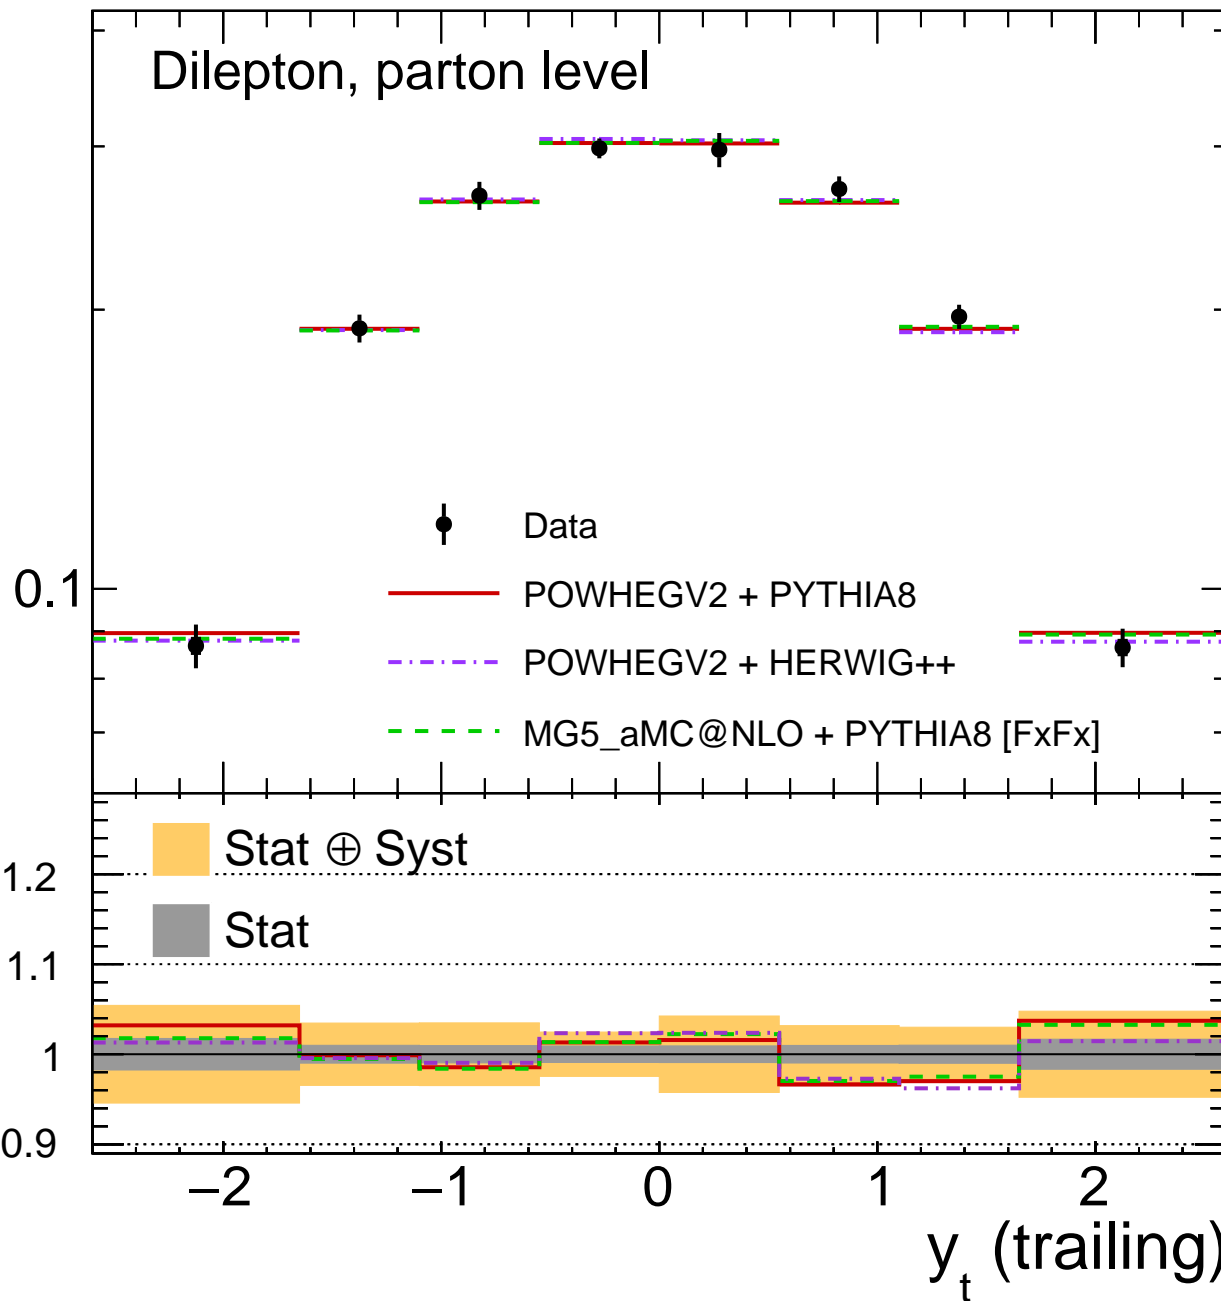 Dilepton, parton level
Data
0.1
POWHEGV2 + PYTHIA8
POWHEGV2 + HERWIG++
MG5_aMC@NLO + PYTHIA8 [FxFx]
Stat ⊕ Syst
1.2
Stat
1.1
1
0.9
−2 −1 0 1 2
y_t (trailing)